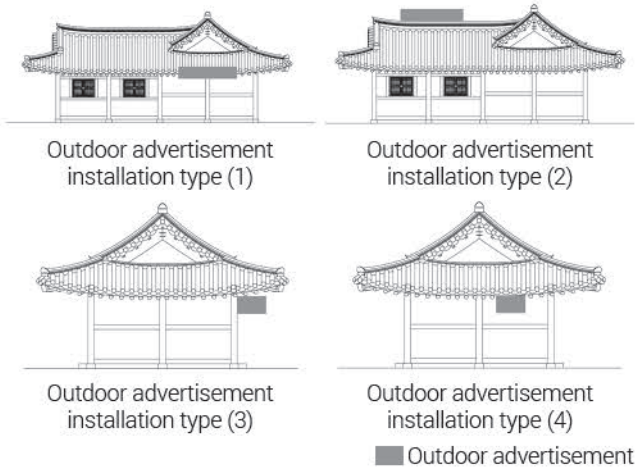 Outdoor advertisement
installation type (1)
Outdoor advertisement
installation type (2)
Outdoor advertisement
installation type (3)
Outdoor advertisement
installation type (4)
Outdoor advertisement